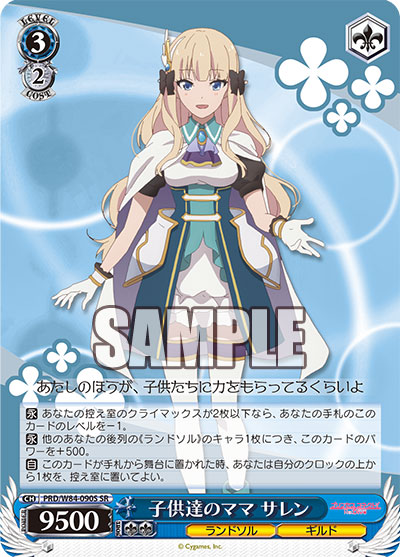 LEVEL
3
2
COST
SAMPLE
あたしのほうが、子供たちに力をもらってるくらいよ
永 あなたの控え室のクライマックスが2枚以下なら、あなたの手札のこの
カードのレベルを－1。
永 他のあなたの後列の《ランドソル》のキャラ1枚につき、このカードのパワ
ーを＋500。
自 このカードが手札から舞台に置かれた時、あなたは自分のクロックの上か
ら1枚を、控え室に置いてよい。
CH PRD/W84-090S SR
9500
子供達のママ サレン
ランドソル ギルド
© Cygames, Inc.